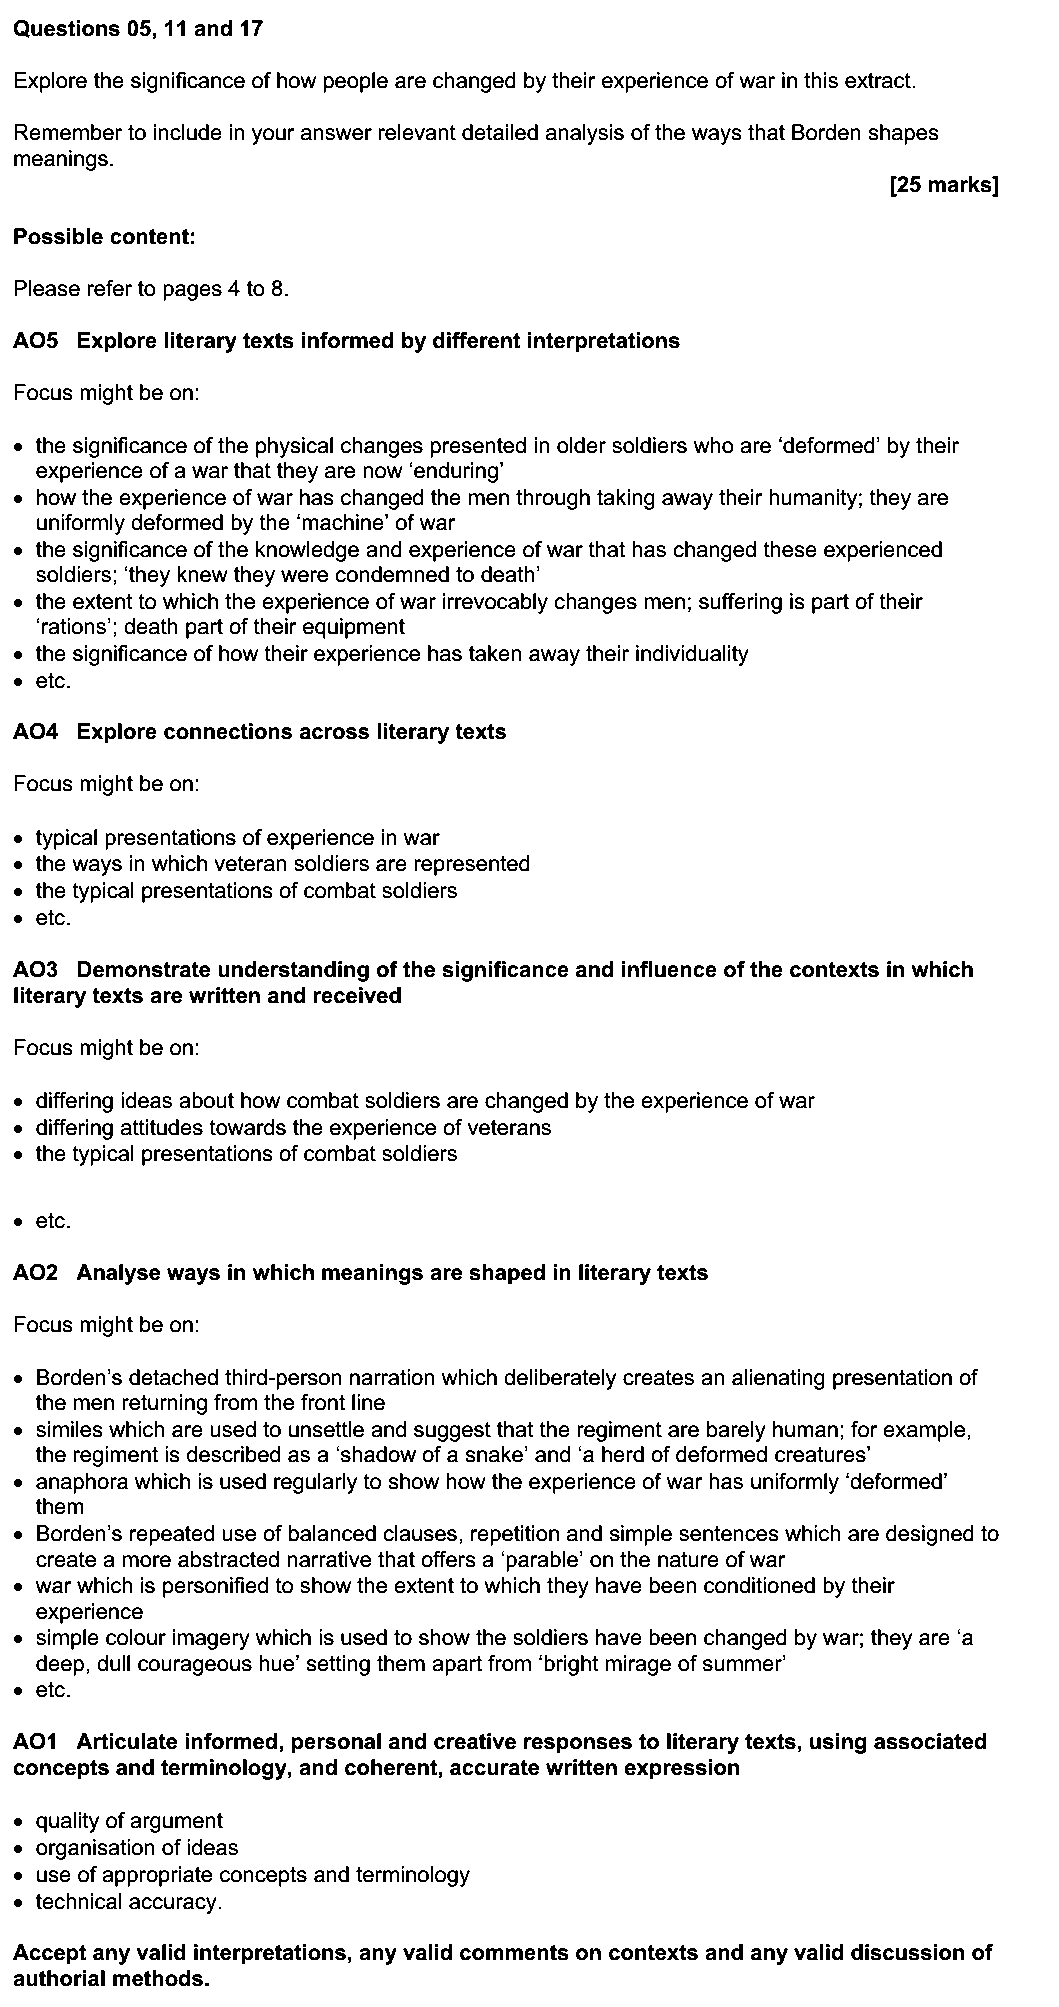 Questions 05, 11 and 17
Explore the significance of how people are changed by their experience of war in this extract.
Remember to include in your answer relevant detailed analysis of the ways that Borden shapes
meanings.
[25 marks]
Possible content:
Please refer to pages 4 to 8.
AO5 Explore literary texts informed by different interpretations
Focus might be on:
• the significance of the physical changes presented in older soldiers who are ‘deformed’ by their
experience of a war that they are now ‘enduring’
• how the experience of war has changed the men through taking away their humanity; they are
uniformly deformed by the ‘machine’ of war
• the significance of the knowledge and experience of war that has changed these experienced
soldiers; ‘they knew they were condemned to death’
• the extent to which the experience of war irrevocably changes men; suffering is part of their
‘rations’; death part of their equipment
• the significance of how their experience has taken away their individuality
• etc.
AO4 Explore connections across literary texts
Focus might be on:
• typical presentations of experience in war
• the ways in which veteran soldiers are represented
• the typical presentations of combat soldiers
• etc.
AO3 Demonstrate understanding of the significance and influence of the contexts in which
literary texts are written and received
Focus might be on:
• differing ideas about how combat soldiers are changed by the experience of war
• differing attitudes towards the experience of veterans
• the typical presentations of combat soldiers
• etc.
AO2 Analyse ways in which meanings are shaped in literary texts
Focus might be on:
• Borden’s detached third-person narration which deliberately creates an alienating presentation of
the men returning from the front line
• similes which are used to unsettle and suggest that the regiment are barely human; for example,
the regiment is described as a ‘shadow of a snake’ and ‘a herd of deformed creatures’
• anaphora which is used regularly to show how the experience of war has uniformly ‘deformed’
them
• Borden’s repeated use of balanced clauses, repetition and simple sentences which are designed to
create a more abstracted narrative that offers a ‘parable’ on the nature of war
• war which is personified to show the extent to which they have been conditioned by their
experience
• simple colour imagery which is used to show the soldiers have been changed by war; they are ‘a
deep, dull courageous hue’ setting them apart from ‘bright mirage of summer’
• etc.
AO1 Articulate informed, personal and creative responses to literary texts, using associated
concepts and terminology, and coherent, accurate written expression
• quality of argument
• organisation of ideas
• use of appropriate concepts and terminology
• technical accuracy.
Accept any valid interpretations, any valid comments on contexts and any valid discussion of
authorial methods.